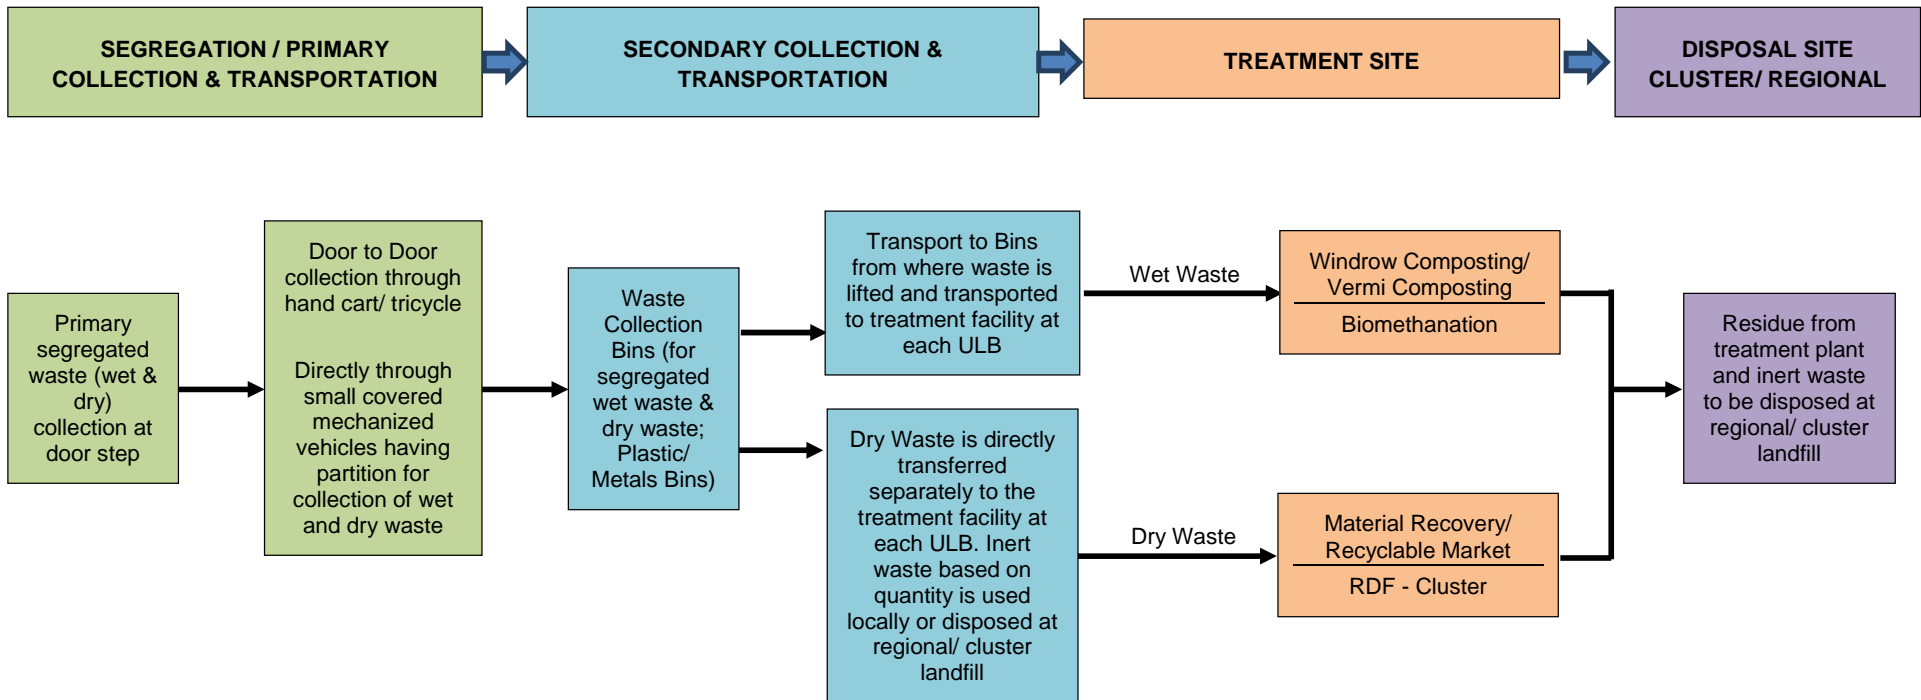 SEGREGATION / PRIMARY
COLLECTION & TRANSPORTATION
SECONDARY COLLECTION &
TRANSPORTATION
TREATMENT SITE
DISPOSAL SITE
CLUSTER/ REGIONAL
Primary
segregated
waste (wet &
dry)
collection at
door step
Door to Door
collection through
hand cart/ tricycle
Directly through
small covered
mechanized
vehicles having
partition for
collection of wet
and dry waste
Waste
Collection
Bins (for
segregated
wet waste &
dry waste;
Plastic/
Metals Bins)
Transport to Bins
from where waste is
lifted and transported
to treatment facility at
each ULB
Dry Waste is directly
transferred
separately to the
treatment facility at
each ULB. Inert
waste based on
quantity is used
locally or disposed at
regional/ cluster
landfill
Wet Waste
Dry Waste
Windrow Composting/
Vermi Composting
Biomethanation
Material Recovery/
Recyclable Market
RDF - Cluster
Residue from
treatment plant
and inert waste
to be disposed at
regional/ cluster
landfill